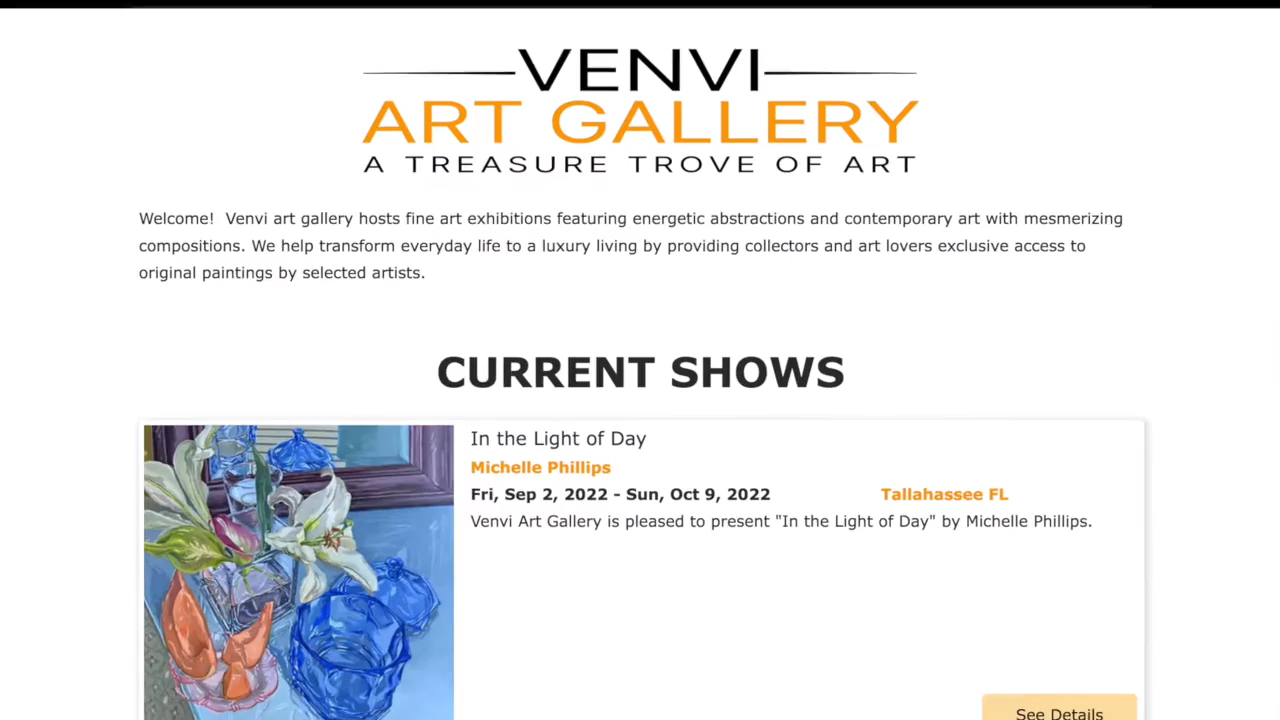 VENVI
ART GALLERY
A TREASURE TROVE OF ART
Welcome!  Venvi art gallery hosts fine art exhibitions featuring energetic abstractions and contemporary art with mesmerizing
compositions. We help transform everyday life to a luxury living by providing collectors and art lovers exclusive access to
original paintings by selected artists.
CURRENT SHOWS
In the Light of Day
Michelle Phillips
Fri, Sep 2, 2022 - Sun, Oct 9, 2022 Tallahassee FL
Venvi Art Gallery is pleased to present "In the Light of Day" by Michelle Phillips.
See Details